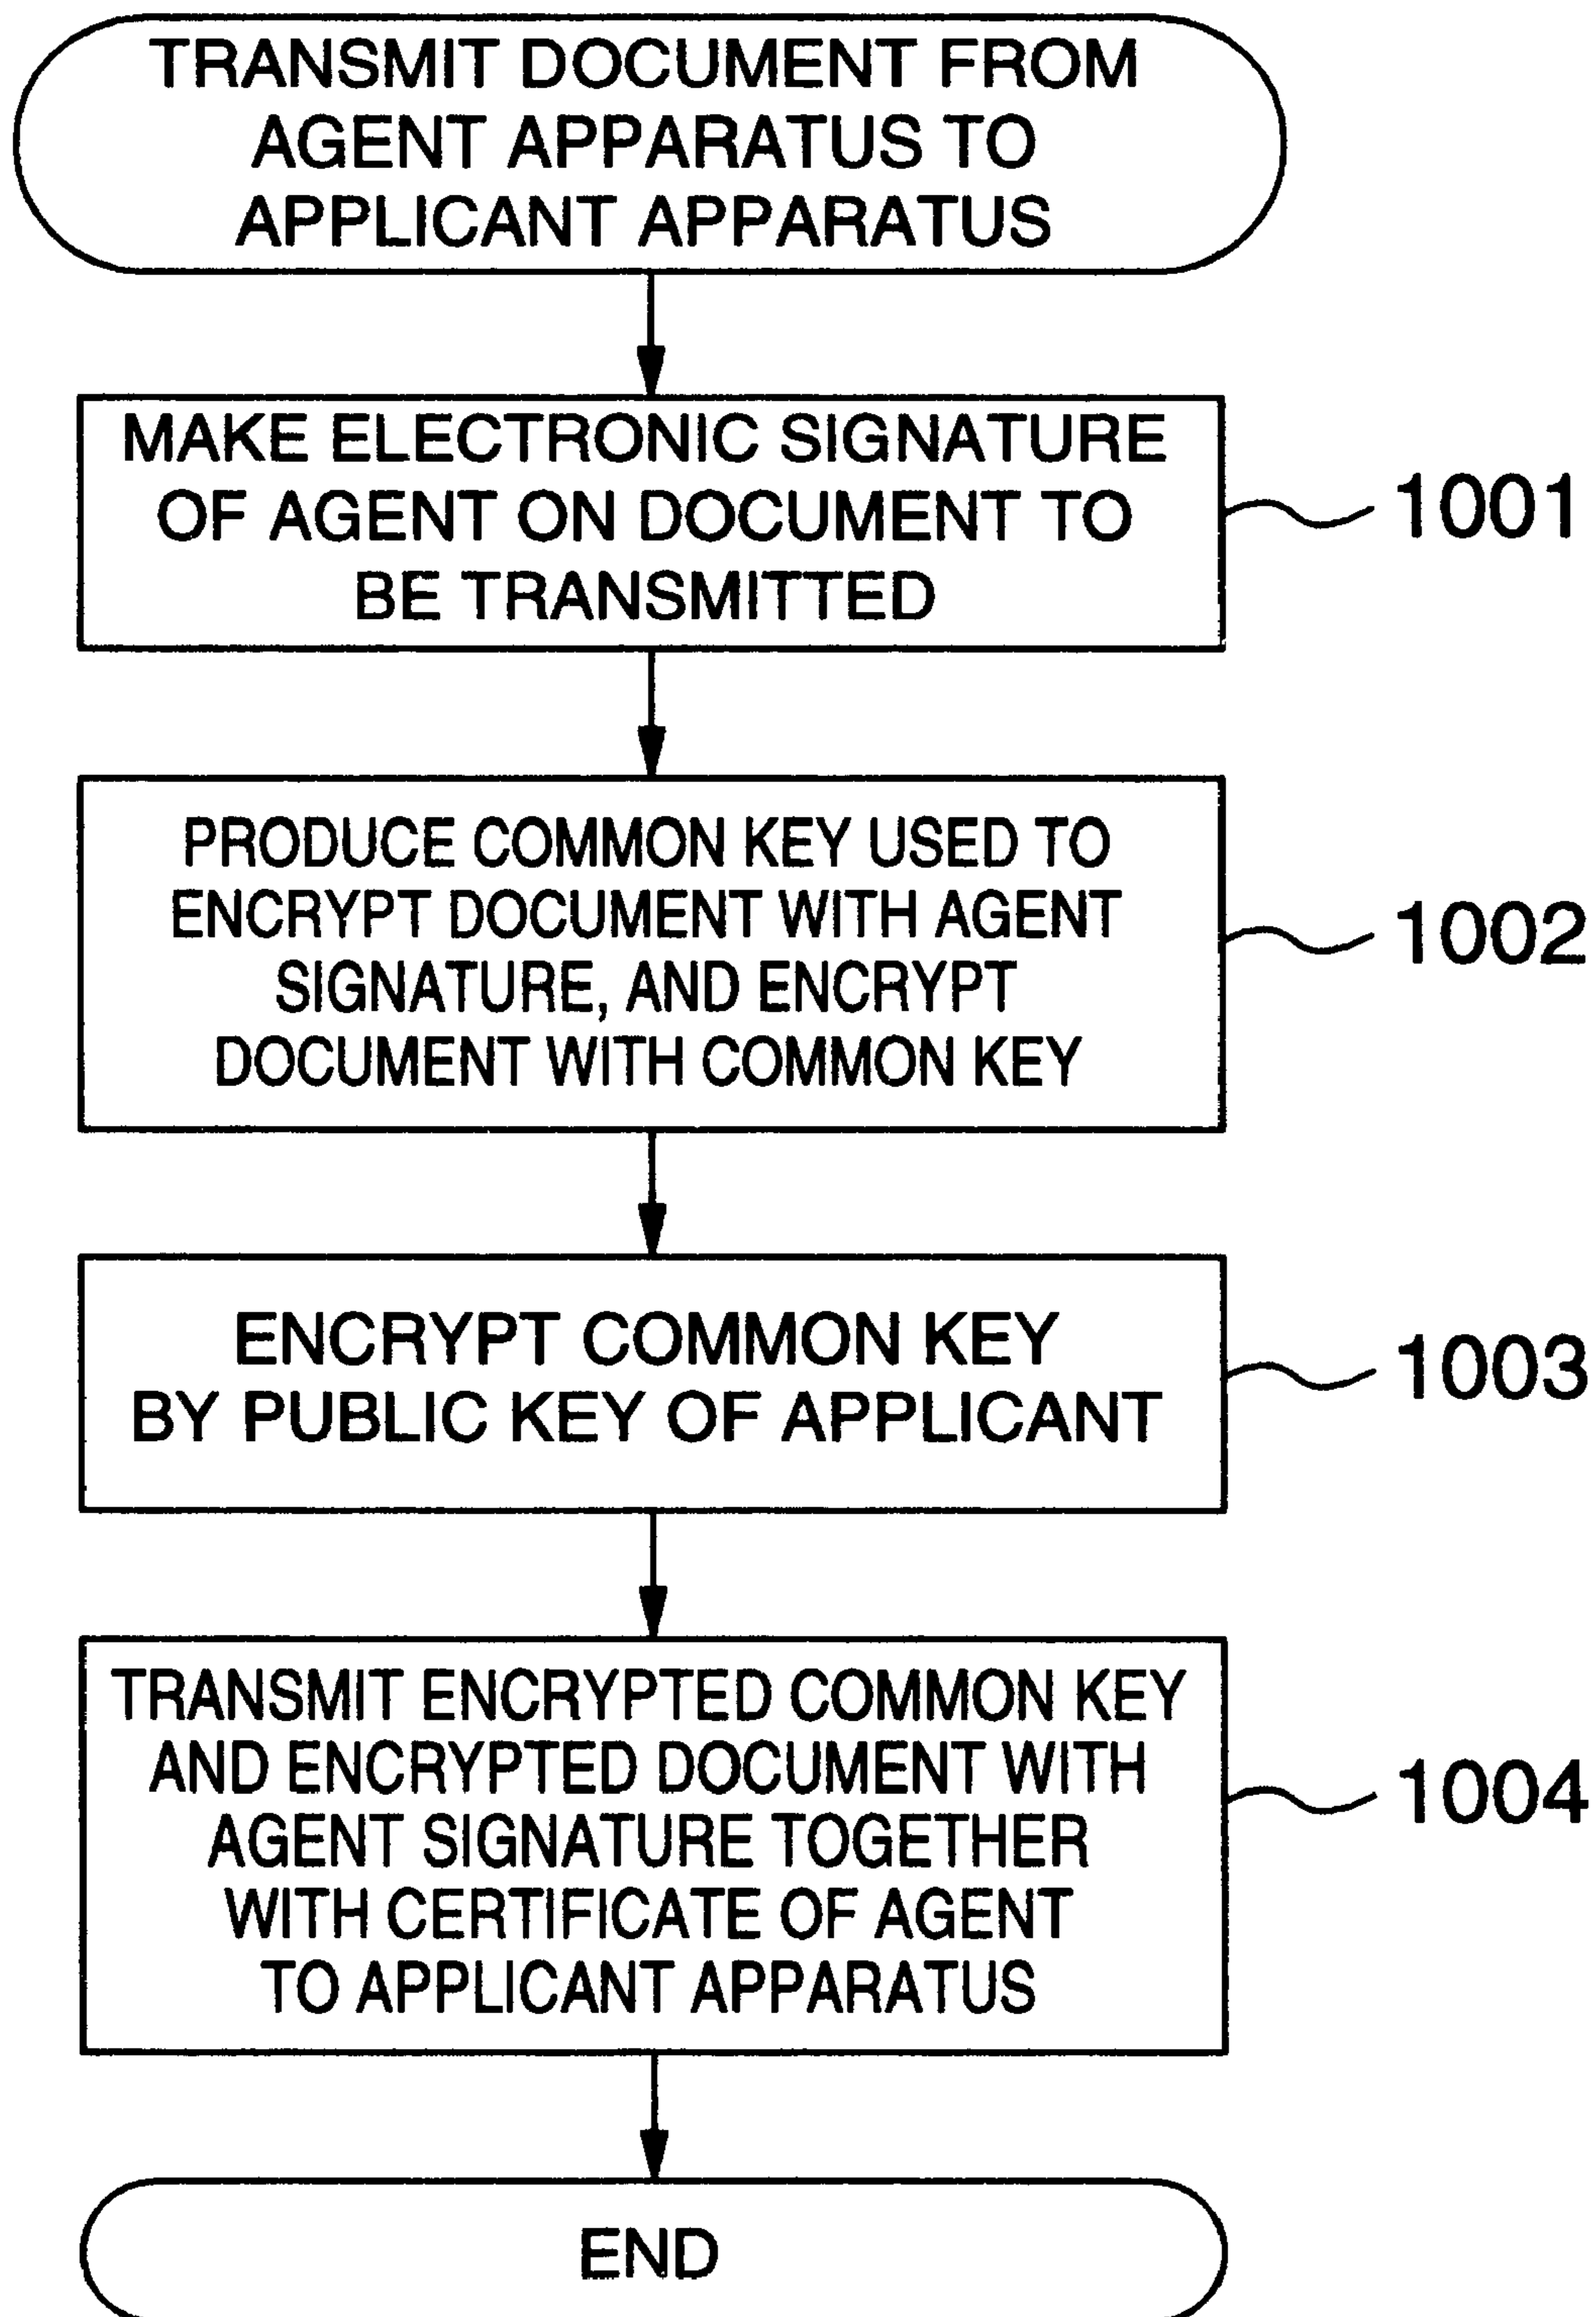 TRANSMIT DOCUMENT FROM
AGENT APPARATUS TO
APPLICANT APPARATUS
MAKE ELECTRONIC SIGNATURE
OF AGENT ON DOCUMENT TO
BE TRANSMITTED
1001
PRODUCE COMMON KEY USED TO
ENCRYPT DOCUMENT WITH AGENT
SIGNATURE, AND ENCRYPT
DOCUMENT WITH COMMON KEY
1002
ENCRYPT COMMON KEY
BY PUBLIC KEY OF APPLICANT
1003
TRANSMIT ENCRYPTED COMMON KEY
AND ENCRYPTED DOCUMENT WITH
AGENT SIGNATURE TOGETHER
WITH CERTIFICATE OF AGENT
TO APPLICANT APPARATUS
1004
END